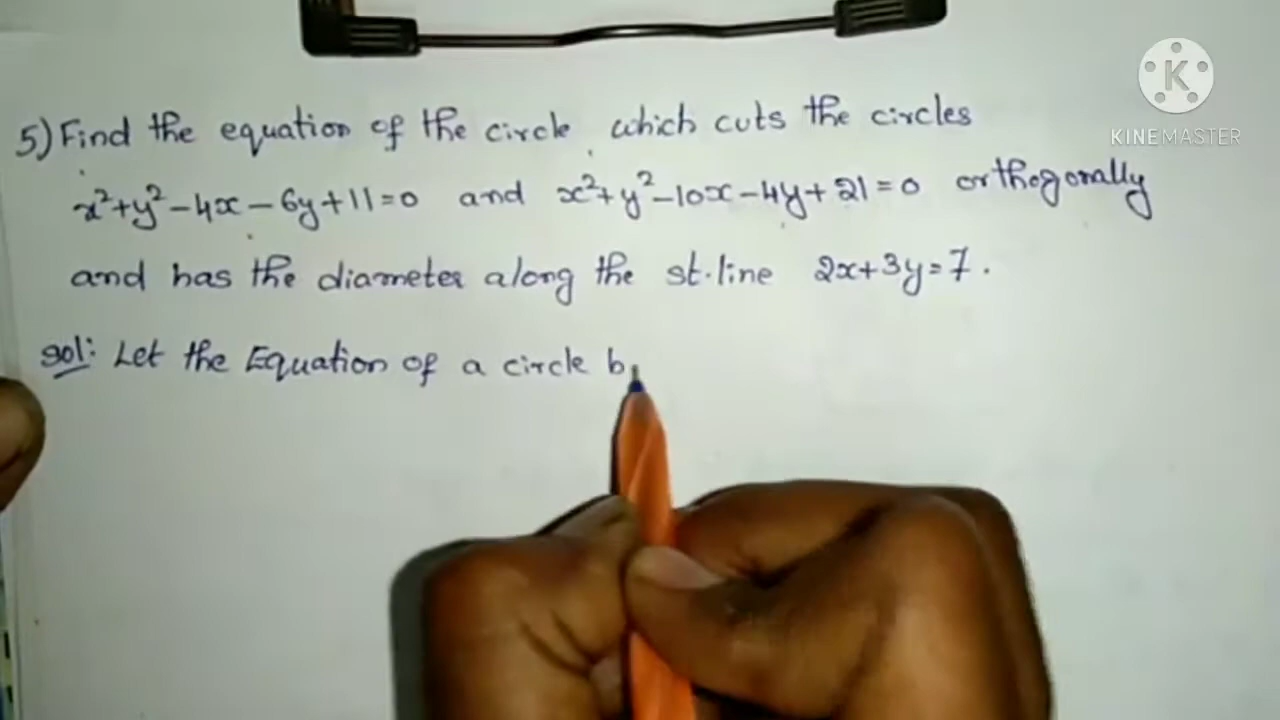 K
KINEMASTER
5) Find the equation of the circle which cuts the circles
x²+y²-4x-6y+11=0 and x²+y²-10x-4y+21=0 orthogonally
and has the diameter along the st.line 2x+3y=7.
Sol: Let the Equation of a circle b